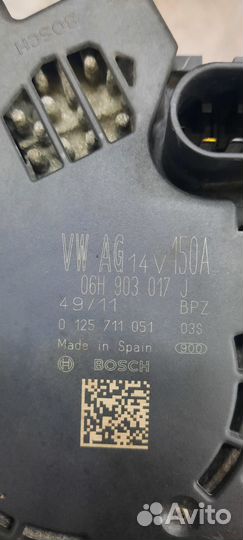 BOSCH
VW AG 14V 150A
06H 903 017 J
49/11 BPZ
0 125 711 051 03S
Made in Spain 900
BOSCH
Avito